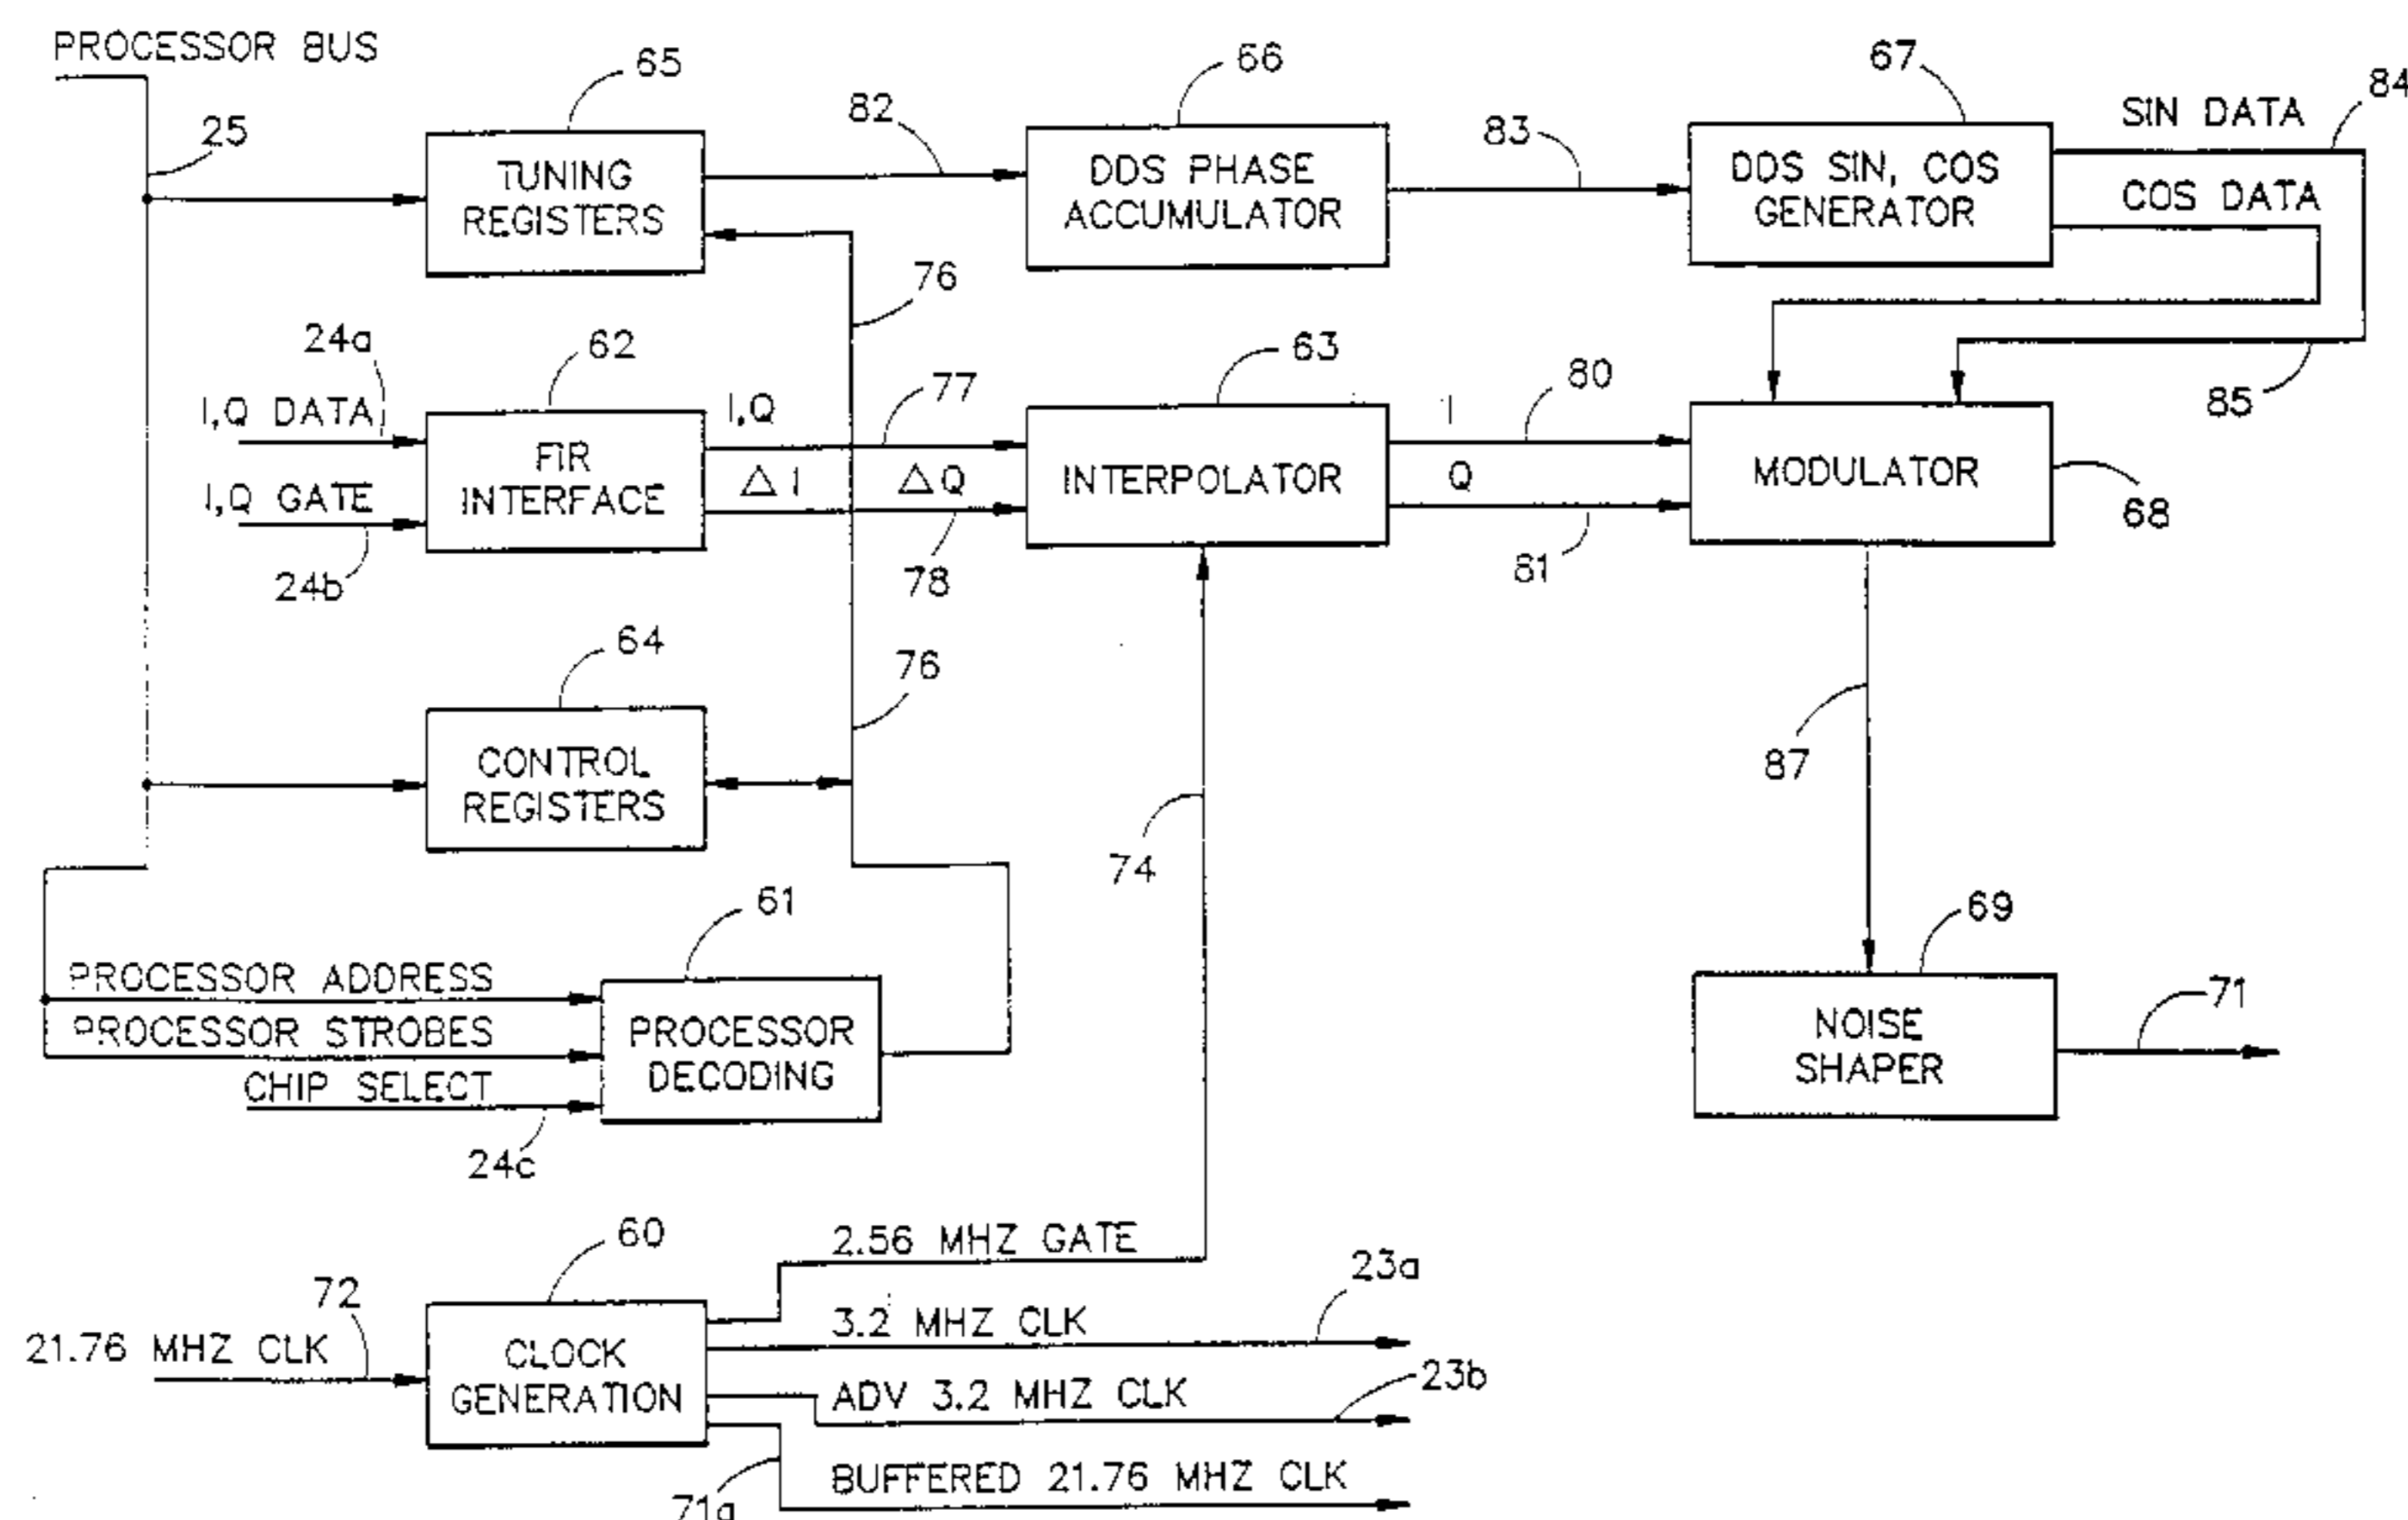 PROCESSOR BUS
25
65
TUNING
REGISTERS
82
66
DDS PHASE
ACCUMULATOR
83
67
DDS SIN, COS
GENERATOR
SIN DATA
84
COS DATA
76
24a
I,Q DATA
I,Q GATE
24b
62
FIR
INTERFACE
I,Q
77
Δ I
Δ Q
78
63
INTERPOLATOR
I
80
Q
81
85
MODULATOR
68
64
CONTROL
REGISTERS
76
74
87
61
PROCESSOR ADDRESS
PROCESSOR STROBES
CHIP SELECT
24c
PROCESSOR
DECODING
69
NOISE
SHAPER
71
60
72
21.76 MHZ CLK
CLOCK
GENERATION
2.56 MHZ GATE
3.2 MHZ CLK
23a
ADV 3.2 MHZ CLK
23b
71a
BUFFERED 21.76 MHZ CLK